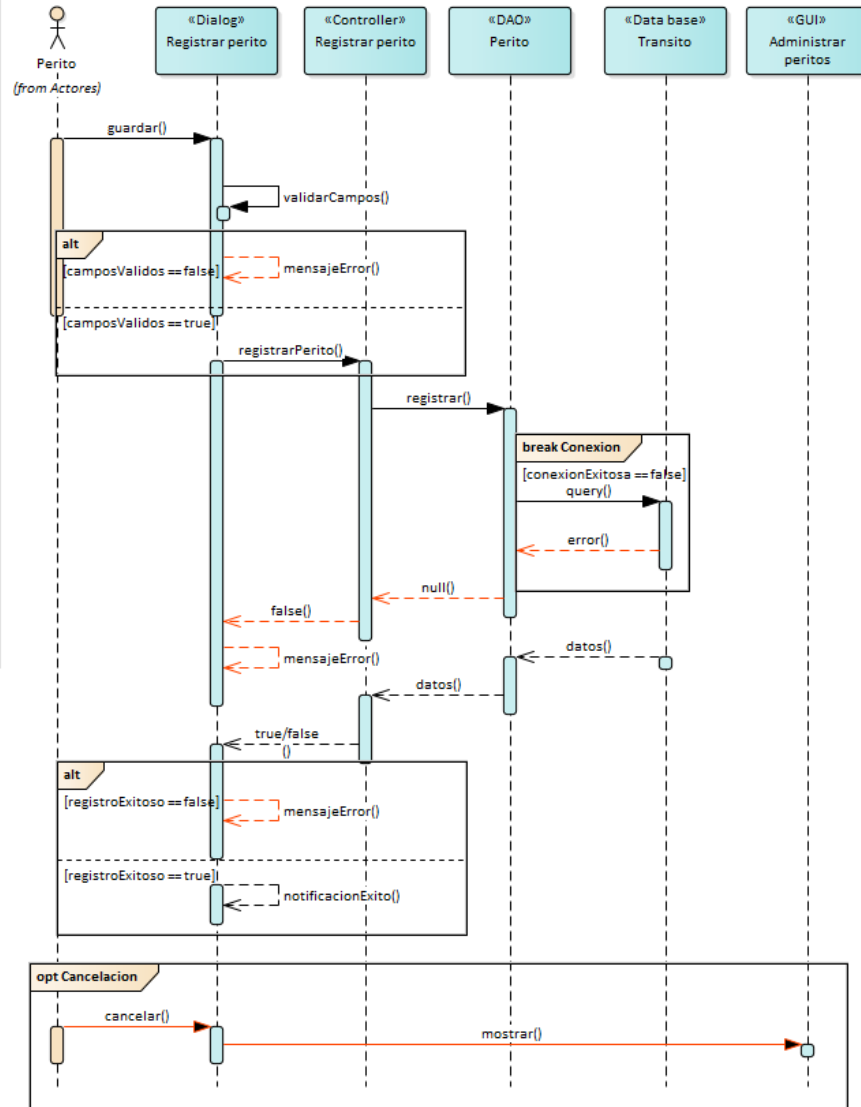 «Dialog»
Registrar perito
«Controller»
Registrar perito
«DAO»
Perito
«Data base»
Transito
«GUI»
Administrar
peritos
Perito
(from Actores)
guardar()
validarCampos()
alt
[camposValidos ==false]
mensajeError()
[camposValidos ==true]
registrarPerito()
registrar()
break Conexion
[conexionExitosa ==false]
query()
error()
null()
false()
mensajeError()
datos()
datos()
true/false
()
alt
[registroExitoso ==false]
mensajeError()
[registroExitoso ==true]
notificacionExito()
opt Cancelacion
cancelar()
mostrar()